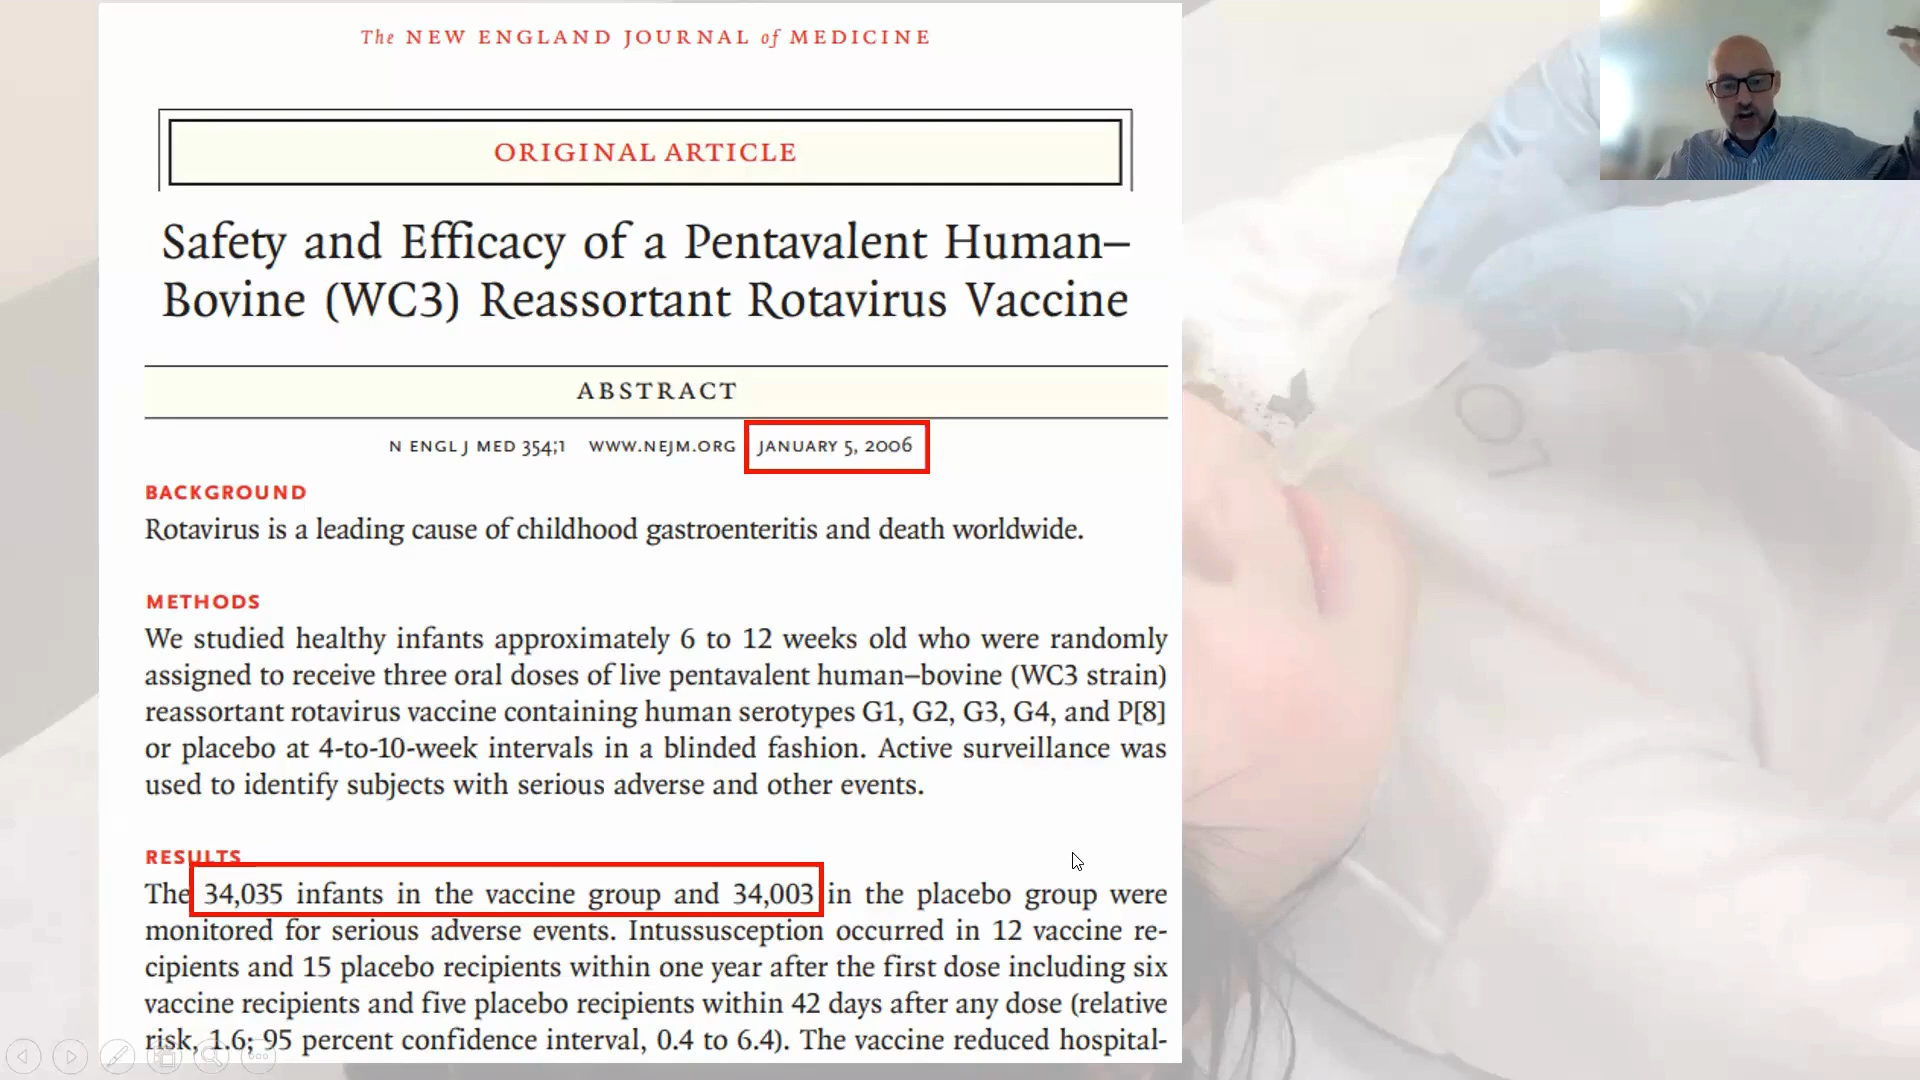 The NEW ENGLAND JOURNAL of MEDICINE
ORIGINAL ARTICLE
Safety and Efficacy of a Pentavalent Human–
Bovine (WC3) Reassortant Rotavirus Vaccine
ABSTRACT
N ENGL J MED 354;1 WWW.NEJM.ORG JANUARY 5, 2006
BACKGROUND
Rotavirus is a leading cause of childhood gastroenteritis and death worldwide.
METHODS
We studied healthy infants approximately 6 to 12 weeks old who were randomly
assigned to receive three oral doses of live pentavalent human–bovine (WC3 strain)
reassortant rotavirus vaccine containing human serotypes G1, G2, G3, G4, and P[8]
or placebo at 4-to-10-week intervals in a blinded fashion. Active surveillance was
used to identify subjects with serious adverse and other events.
RESULTS
The 34,035 infants in the vaccine group and 34,003 in the placebo group were
monitored for serious adverse events. Intussusception occurred in 12 vaccine re-
cipients and 15 placebo recipients within one year after the first dose including six
vaccine recipients and five placebo recipients within 42 days after any dose (relative
risk, 1.6; 95 percent confidence interval, 0.4 to 6.4). The vaccine reduced hospital-